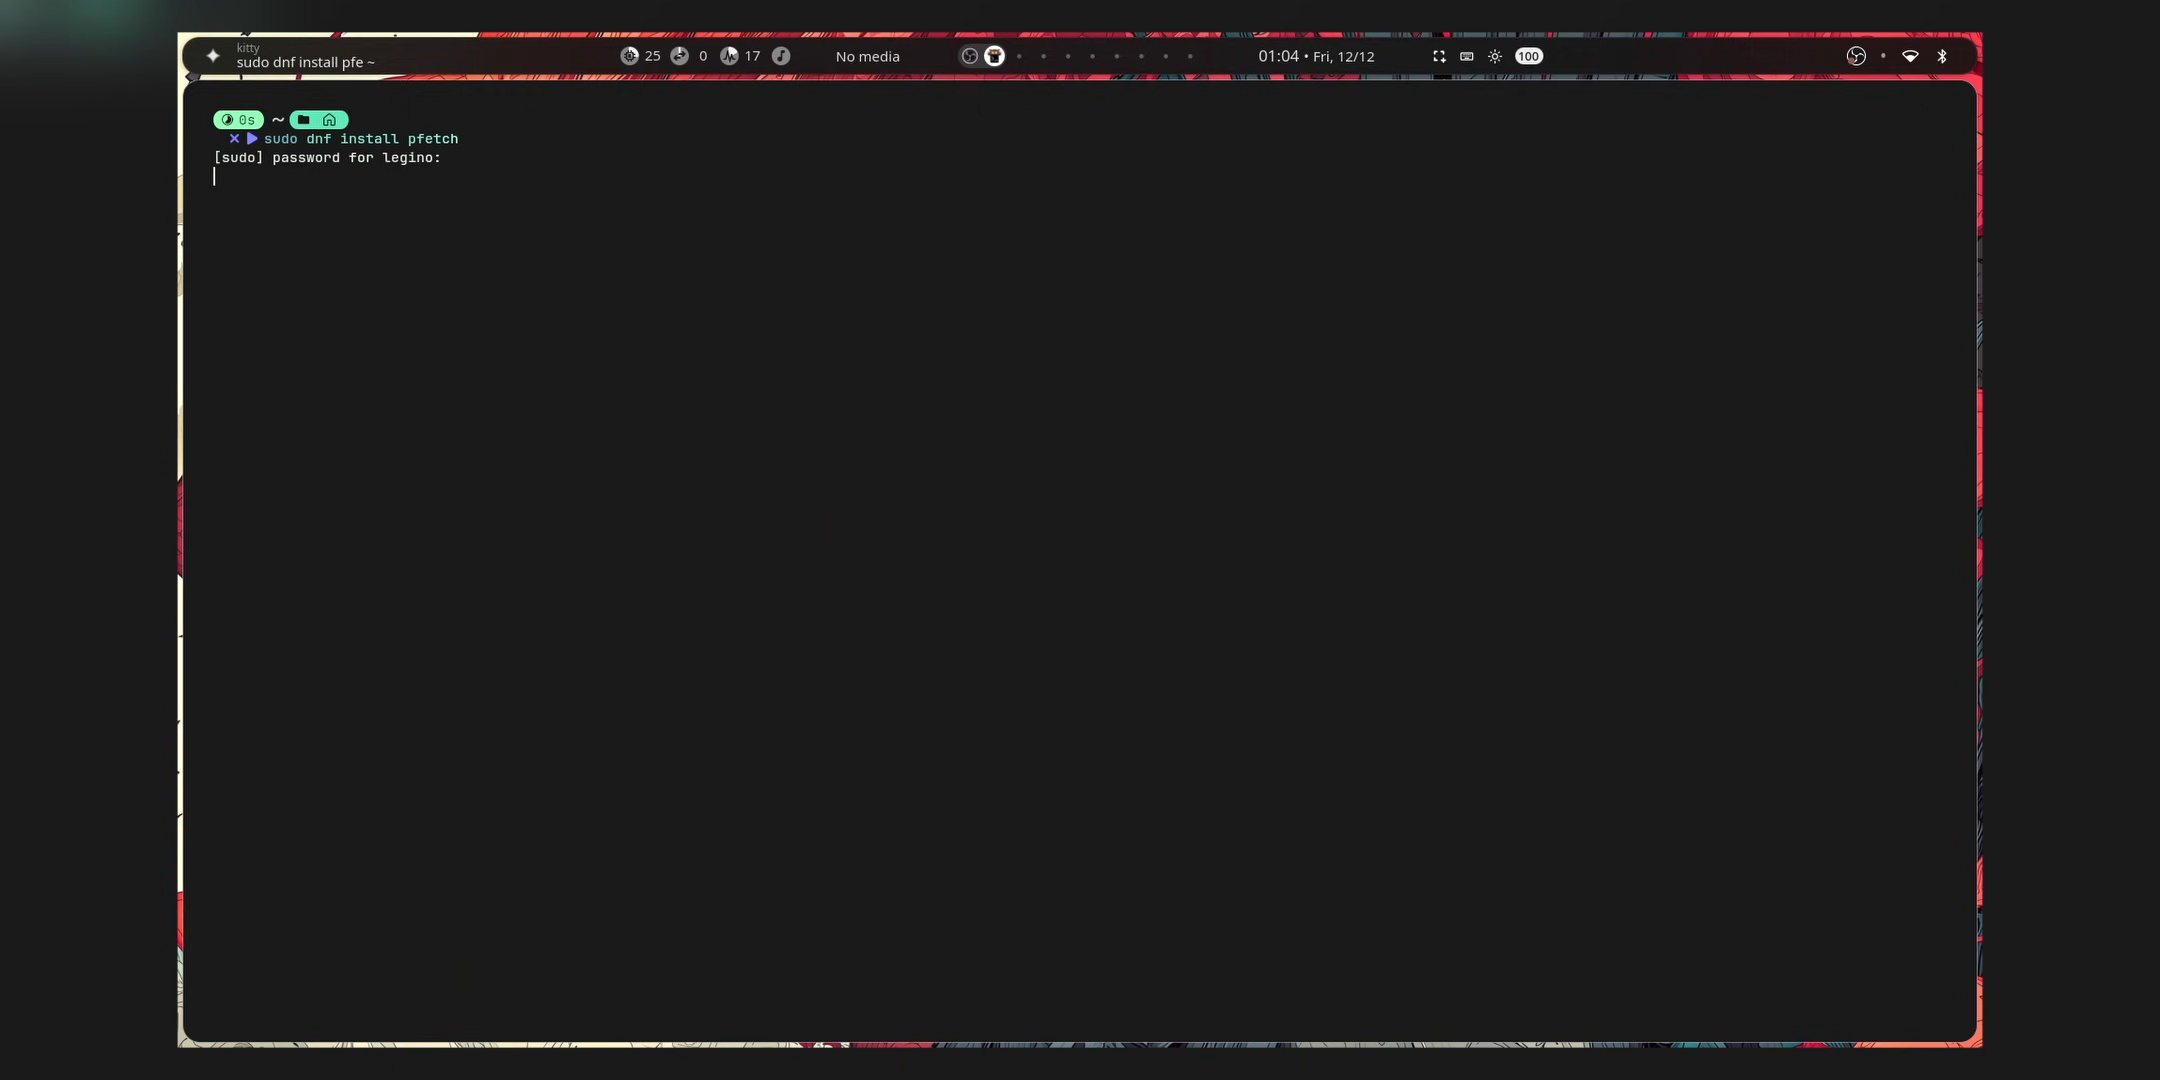 kitty
sudo dnf install pfe ~
25 0 17 No media 01:04 • Fri, 12/12 100
0s ~
sudo dnf install pfetch
[sudo] password for legino: